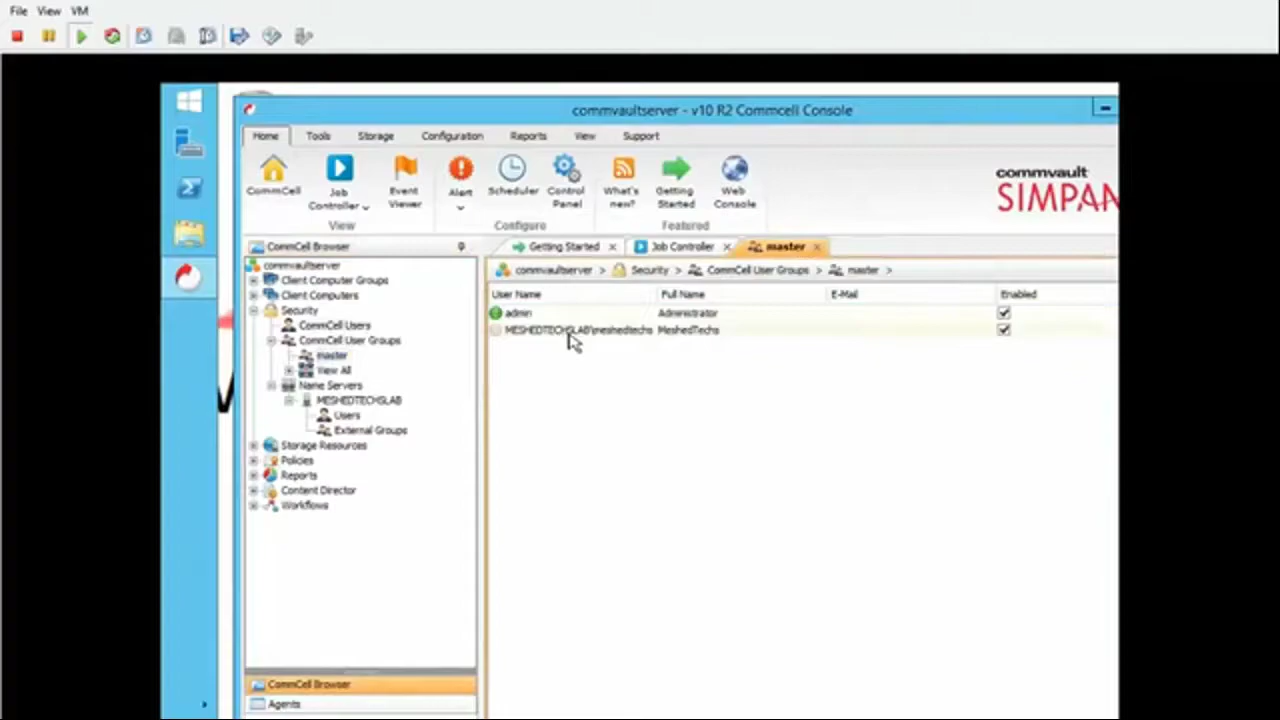 File View VM
commvaultserver - v10 R2 Commcell Console
Home Tools Storage Configuration Reports View Support
CommCell Job Controller Event Viewer Alert Scheduler Control Panel What's new? Getting Started Web Console
View Configure Featured
commvault
SIMPAN
CommCell Browser
Getting Started Job Controller master
commvaultserver > Security > CommCell User Groups > master >
User Name Full Name E-Mail Enabled
admin Administrator
MESHEDTECHSLAB\meshedtechs MeshedTechs
commvaultserver
Client Computer Groups
Client Computers
Security
CommCell Users
CommCell User Groups
master
View All
Name Servers
MESHEDTECHSLAB
Users
External Groups
Storage Resources
Policies
Reports
Content Director
Workflows
CommCell Browser
Agents